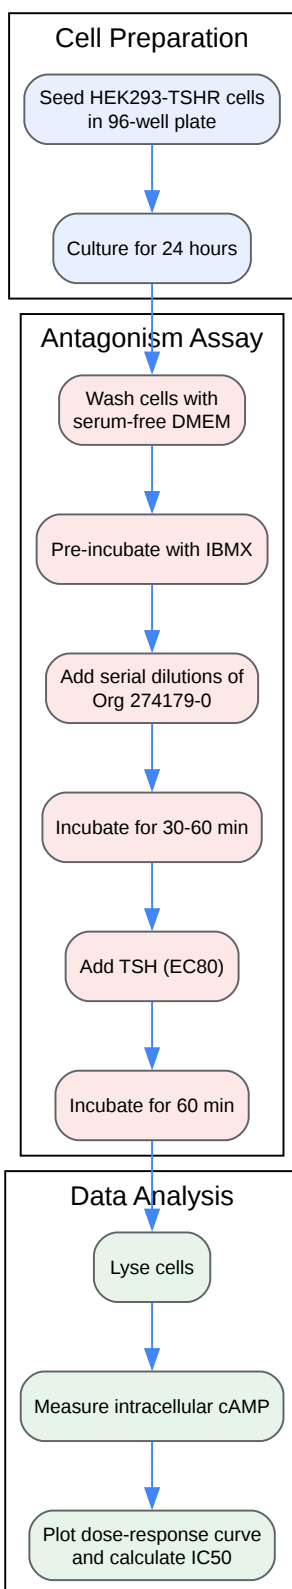 Cell Preparation
Seed HEK293-TSHR cells
in 96-well plate
Culture for 24 hours
Antagonism Assay
Wash cells with
serum-free DMEM
Pre-incubate with IBMX
Add serial dilutions of
Org 274179-0
Incubate for 30-60 min
Add TSH (EC80)
Incubate for 60 min
Data Analysis
Lyse cells
Measure intracellular cAMP
Plot dose-response curve
and calculate IC50